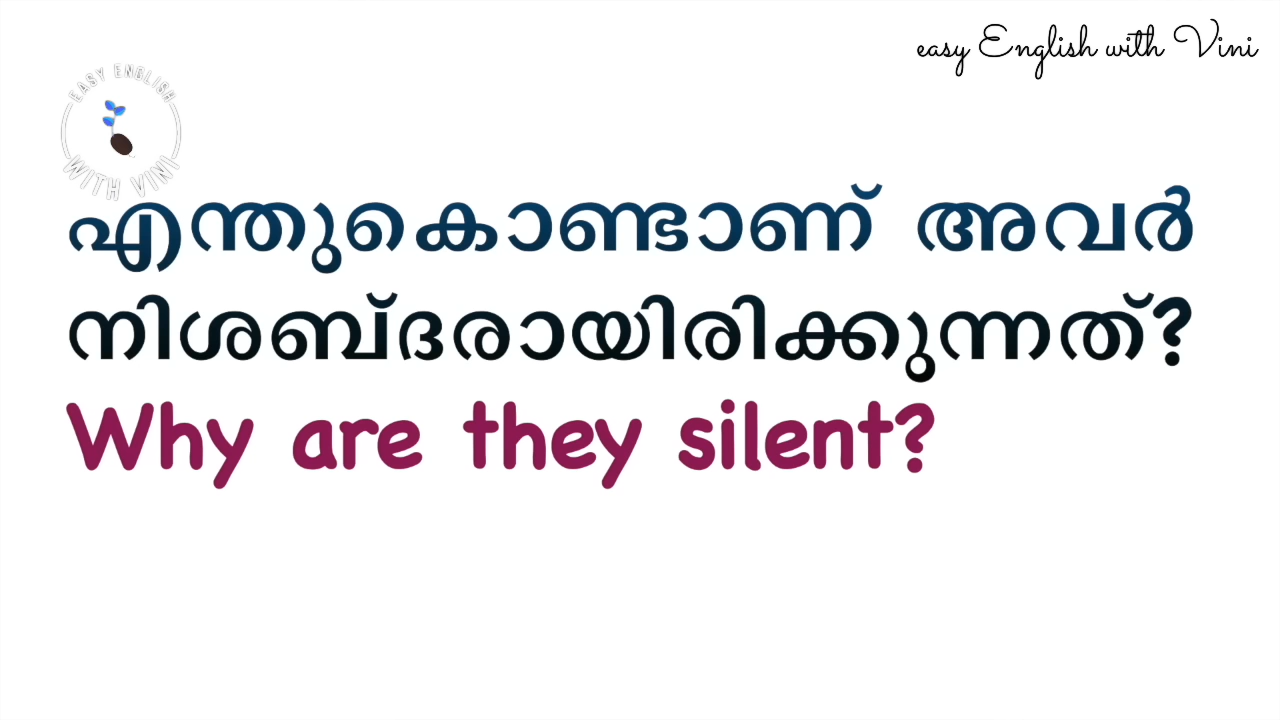 easy English with Vini
EASY ENGLISH
WITH VINI
എന്തുകൊണ്ടാണ് അവർ
നിശബ്ദരായിരിക്കുന്നത്?
Why are they silent?